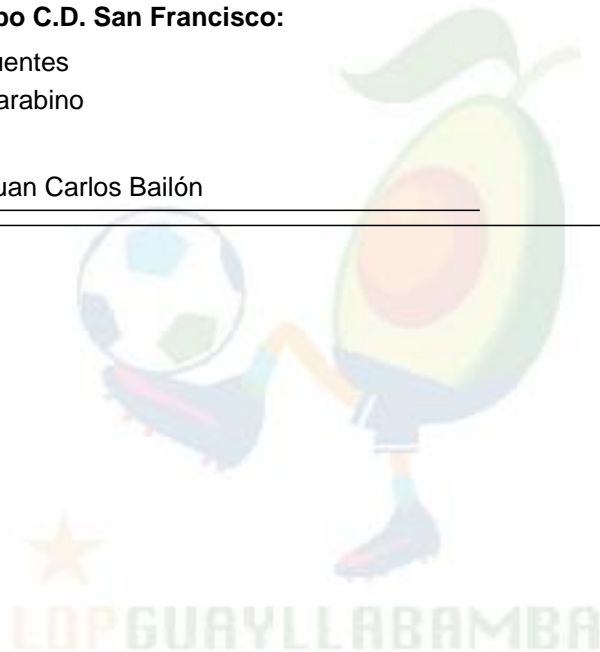 po C.D. San Francisco:
uentes
arabino
uan Carlos Bailón
LDPGUAYLLABAMBA